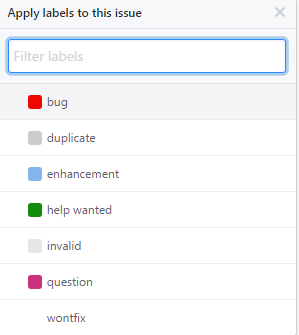 Apply labels to this issue
Filter labels
bug
duplicate
enhancement
help wanted
invalid
question
wontfix